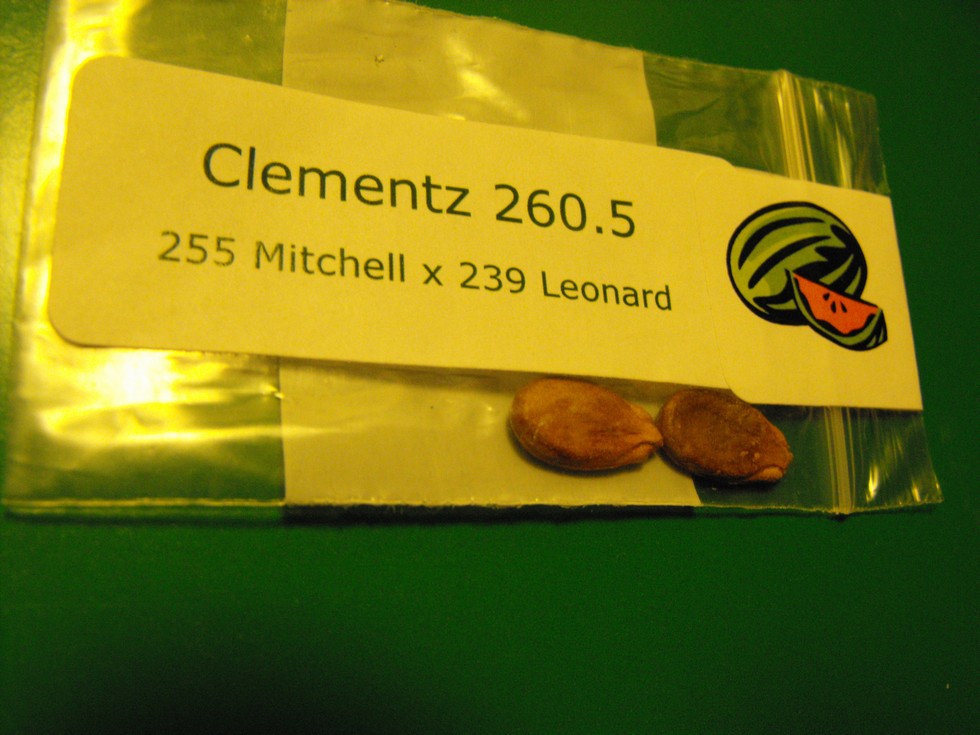 Clementz 260.5
255 Mitchell x 239 Leonard